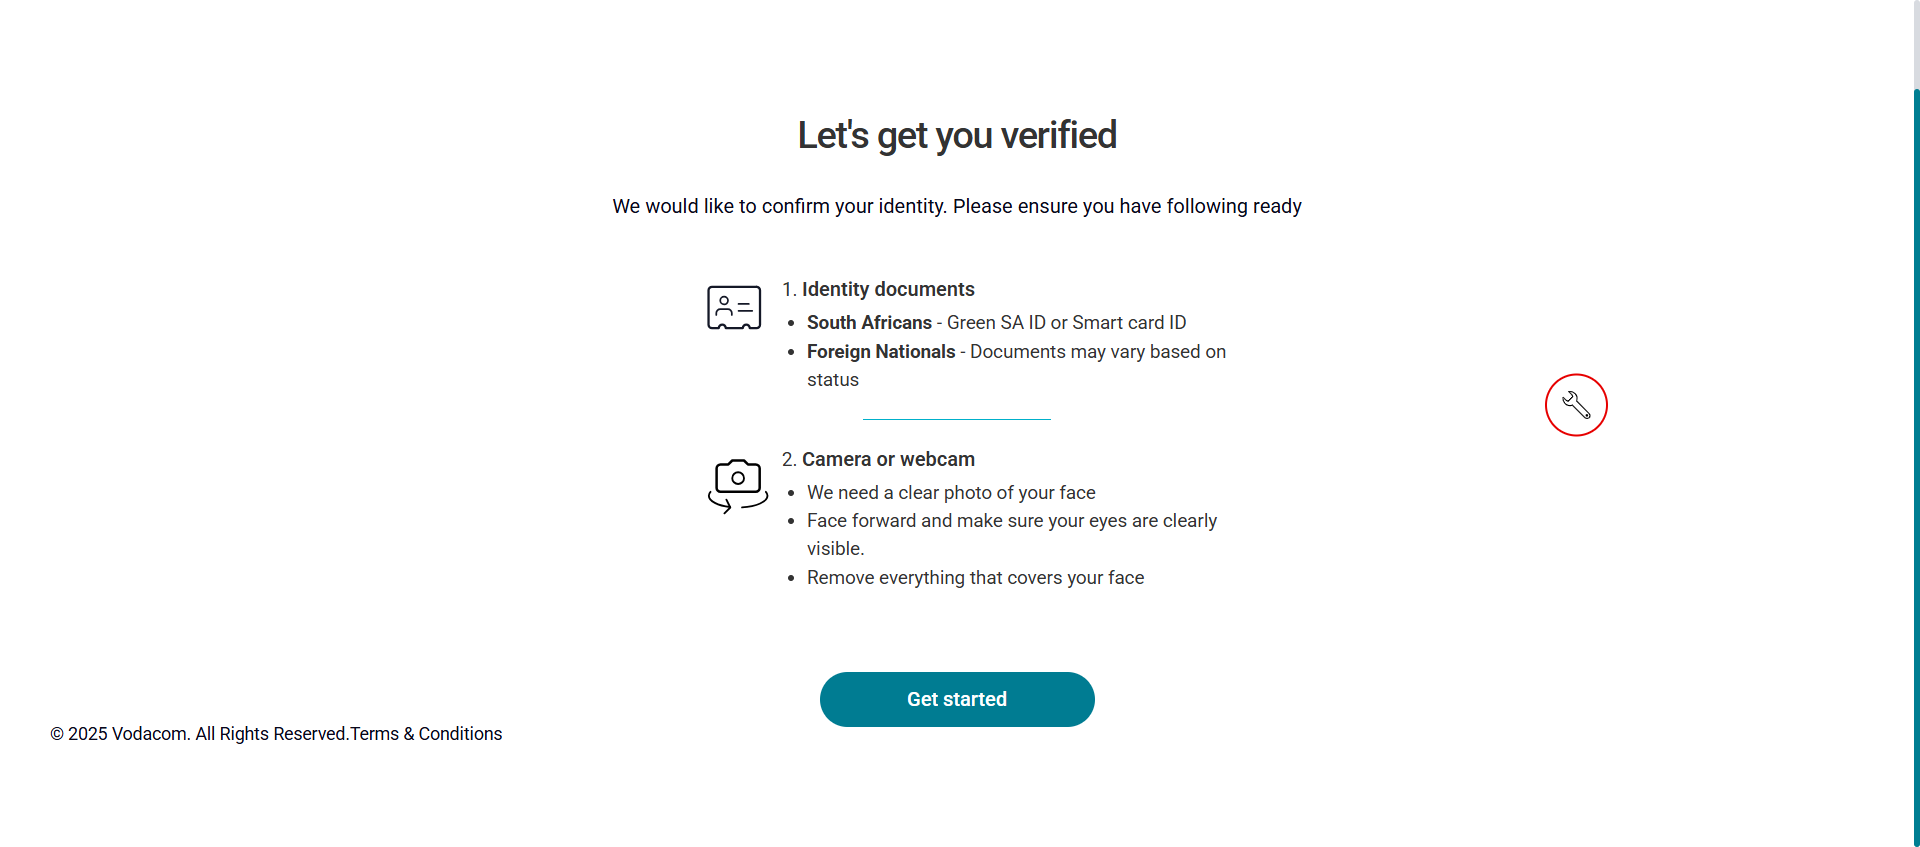 Let's get you verified
We would like to confirm your identity. Please ensure you have following ready
1. Identity documents
• South Africans - Green SA ID or Smart card ID
• Foreign Nationals - Documents may vary based on
status
2. Camera or webcam
• We need a clear photo of your face
• Face forward and make sure your eyes are clearly
visible.
• Remove everything that covers your face
Get started
© 2025 Vodacom. All Rights Reserved.Terms & Conditions